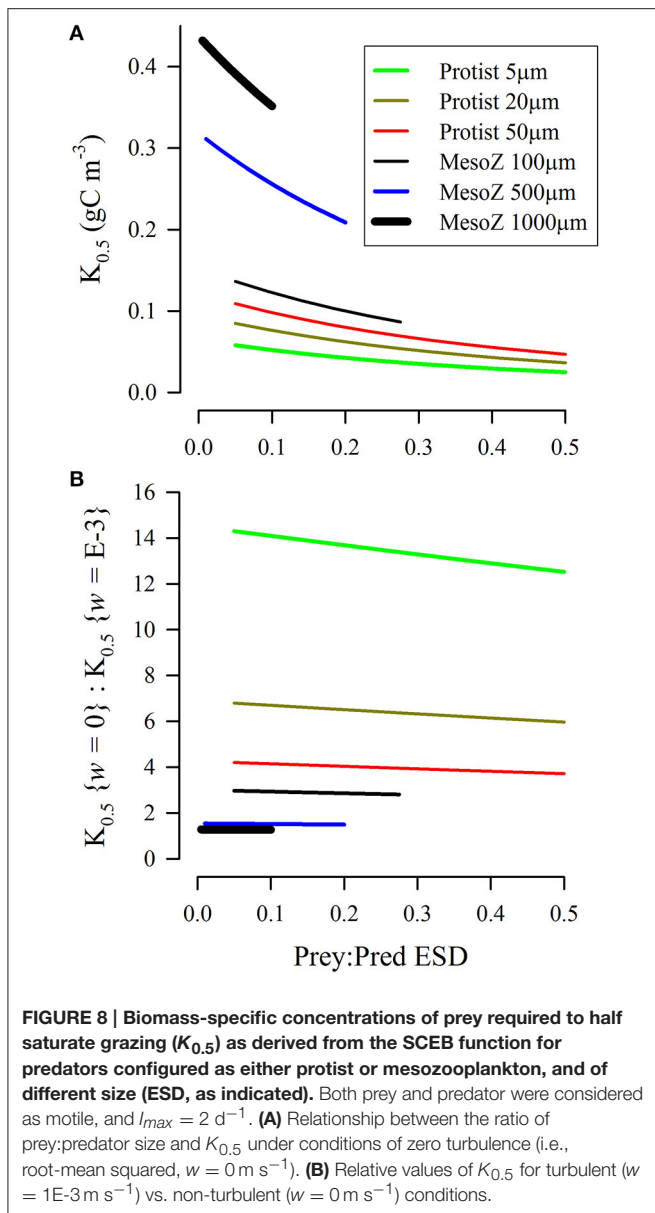 A
K0.5 (gC m-3)
0.4
0.3
0.2
0.1
0.0
Protist 5µm
Protist 20µm
Protist 50µm
MesoZ 100µm
MesoZ 500µm
MesoZ 1000µm
0.0 0.1 0.2 0.3 0.4 0.5
B
K0.5 {w = 0} : K0.5 {w = E-3}
16
14
12
10
8
6
4
2
0
0.0 0.1 0.2 0.3 0.4 0.5
Prey:Pred ESD
FIGURE 8 | Biomass-specific concentrations of prey required to half
saturate grazing (K0.5) as derived from the SCEB function for
predators configured as either protist or mesozooplankton, and of
different size (ESD, as indicated). Both prey and predator were considered
as motile, and Imax = 2 d−1. (A) Relationship between the ratio of
prey:predator size and K0.5 under conditions of zero turbulence (i.e.,
root-mean squared, w = 0 m s−1). (B) Relative values of K0.5 for turbulent (w
= 1E-3 m s−1) vs. non-turbulent (w = 0 m s−1) conditions.